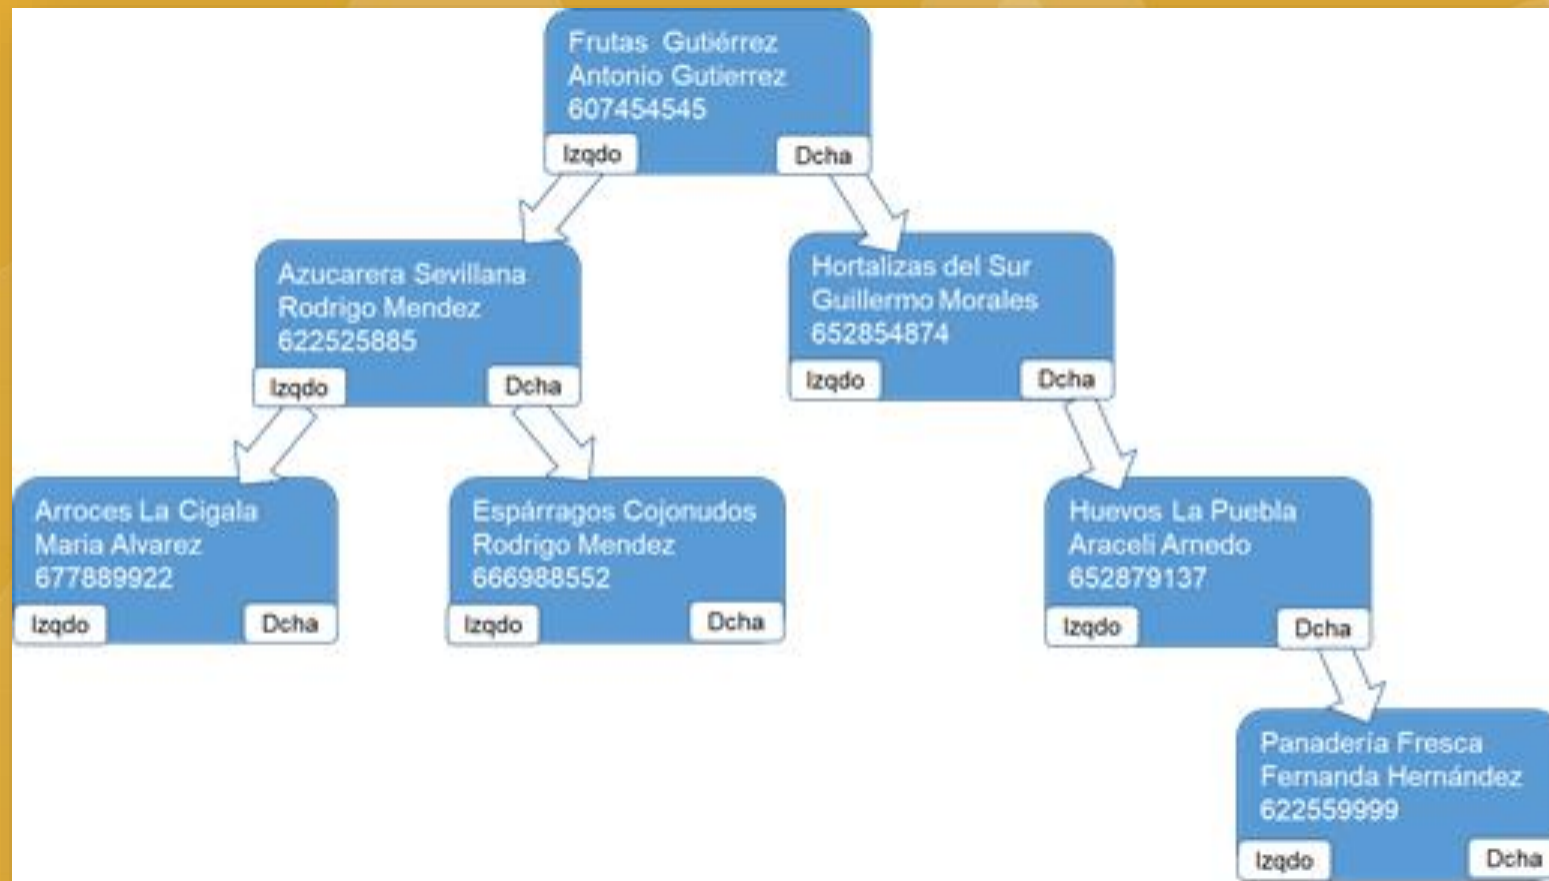 Frutas Gutiérrez
Antonio Gutierrez
607454545
Izqdo
Dcha
Azucarera Sevillana
Rodrigo Mendez
622525885
Izqdo
Dcha
Hortalizas del Sur
Guillermo Morales
652854874
Izqdo
Dcha
Arroces La Cigala
Maria Alvarez
677889922
Izqdo
Dcha
Espárragos Cojonudos
Rodrigo Mendez
666988552
Izqdo
Dcha
Huevos La Puebla
Araceli Arnedo
652879137
Izqdo
Dcha
Panadería Fresca
Fernanda Hernández
622559999
Izqdo
Dcha